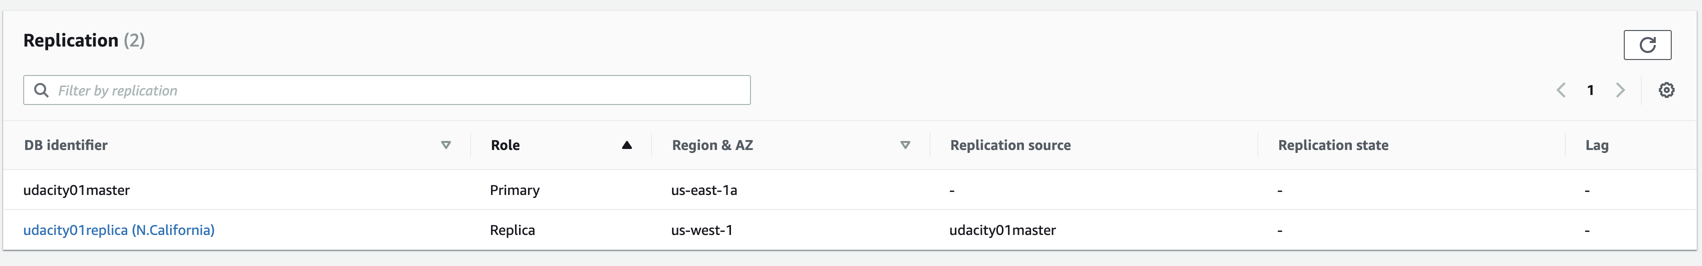 Replication (2)
Filter by replication
1
DB identifier Role Region & AZ Replication source Replication state Lag
udacity01master Primary us-east-1a - - -
udacity01replica (N.California) Replica us-west-1 udacity01master - -